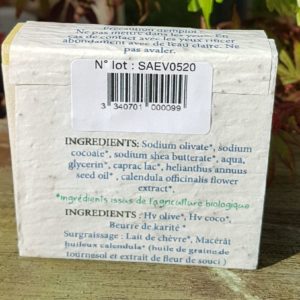 Précaution d'emploi :
Ne pas mettre dans les yeux. En
cas de contact avec les yeux rincer
abondamment avec de l'eau claire. Ne
pas avaler.
N° lot : SAEV0520
3 340701 000099
INGREDIENTS: Sodium olivate*, sodium
cocoate*, sodium shea butterate*, aqua,
glycerin*, caprac lac*, helianthus annuus
seed oil* , calendula officinalis flower
extract*.
*ingrédients issus de l'agriculture biologique
INGREDIENTS : Hv olive*, Hv coco*,
Beurre de karité *
Surgraissage : Lait de chèvre*, Macérât
huileux calendula* (huile de graine de
tournesol et extrait de fleur de souci )